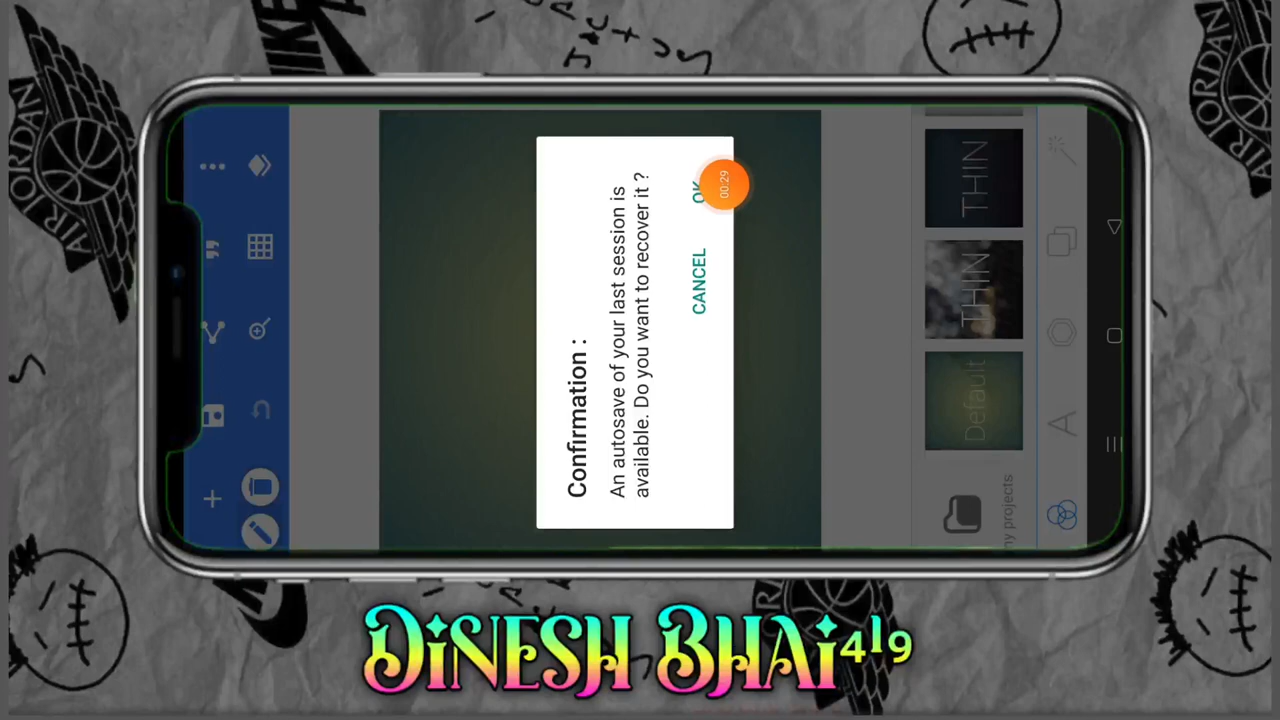 NIKE
AIR JORDAN
AIR JORDAN
Confirmation :
An autosave of your last session is
available. Do you want to recover it ?
CANCEL
OK
00:29
THIN
THIN
Default
my projects
A
DiNESH BHAi419